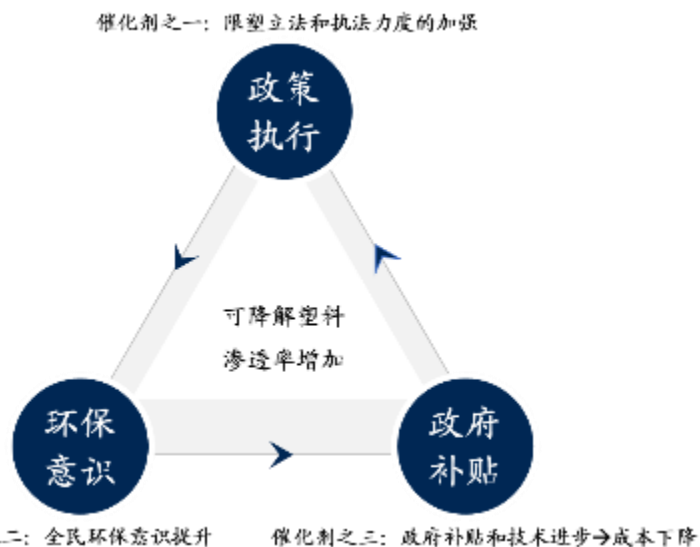 催化剂之一：限塑立法和执法力度的加强
政策
执行
可降解塑料
渗透率增加
环保
意识
政府
补贴
二：全民环保意识提升
催化剂之三：政府补贴和技术进步→成本下降